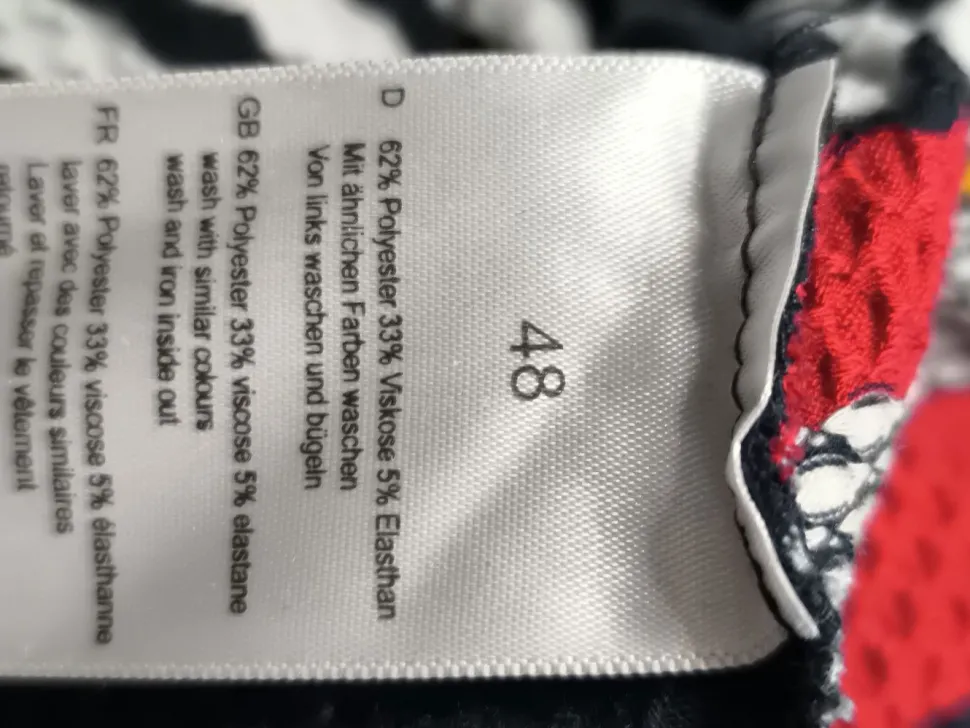 48
D 62% Polyester 33% Viskose 5% Elasthan
Mit ähnlichen Farben waschen
Von links waschen und bügeln
GB 62% Polyester 33% viscose 5% elastane
wash with similar colours
wash and iron inside out
FR 62% Polyester 33% viscose 5% élasthanne
laver avec des couleurs similaires
Laver et repasser le vêtement